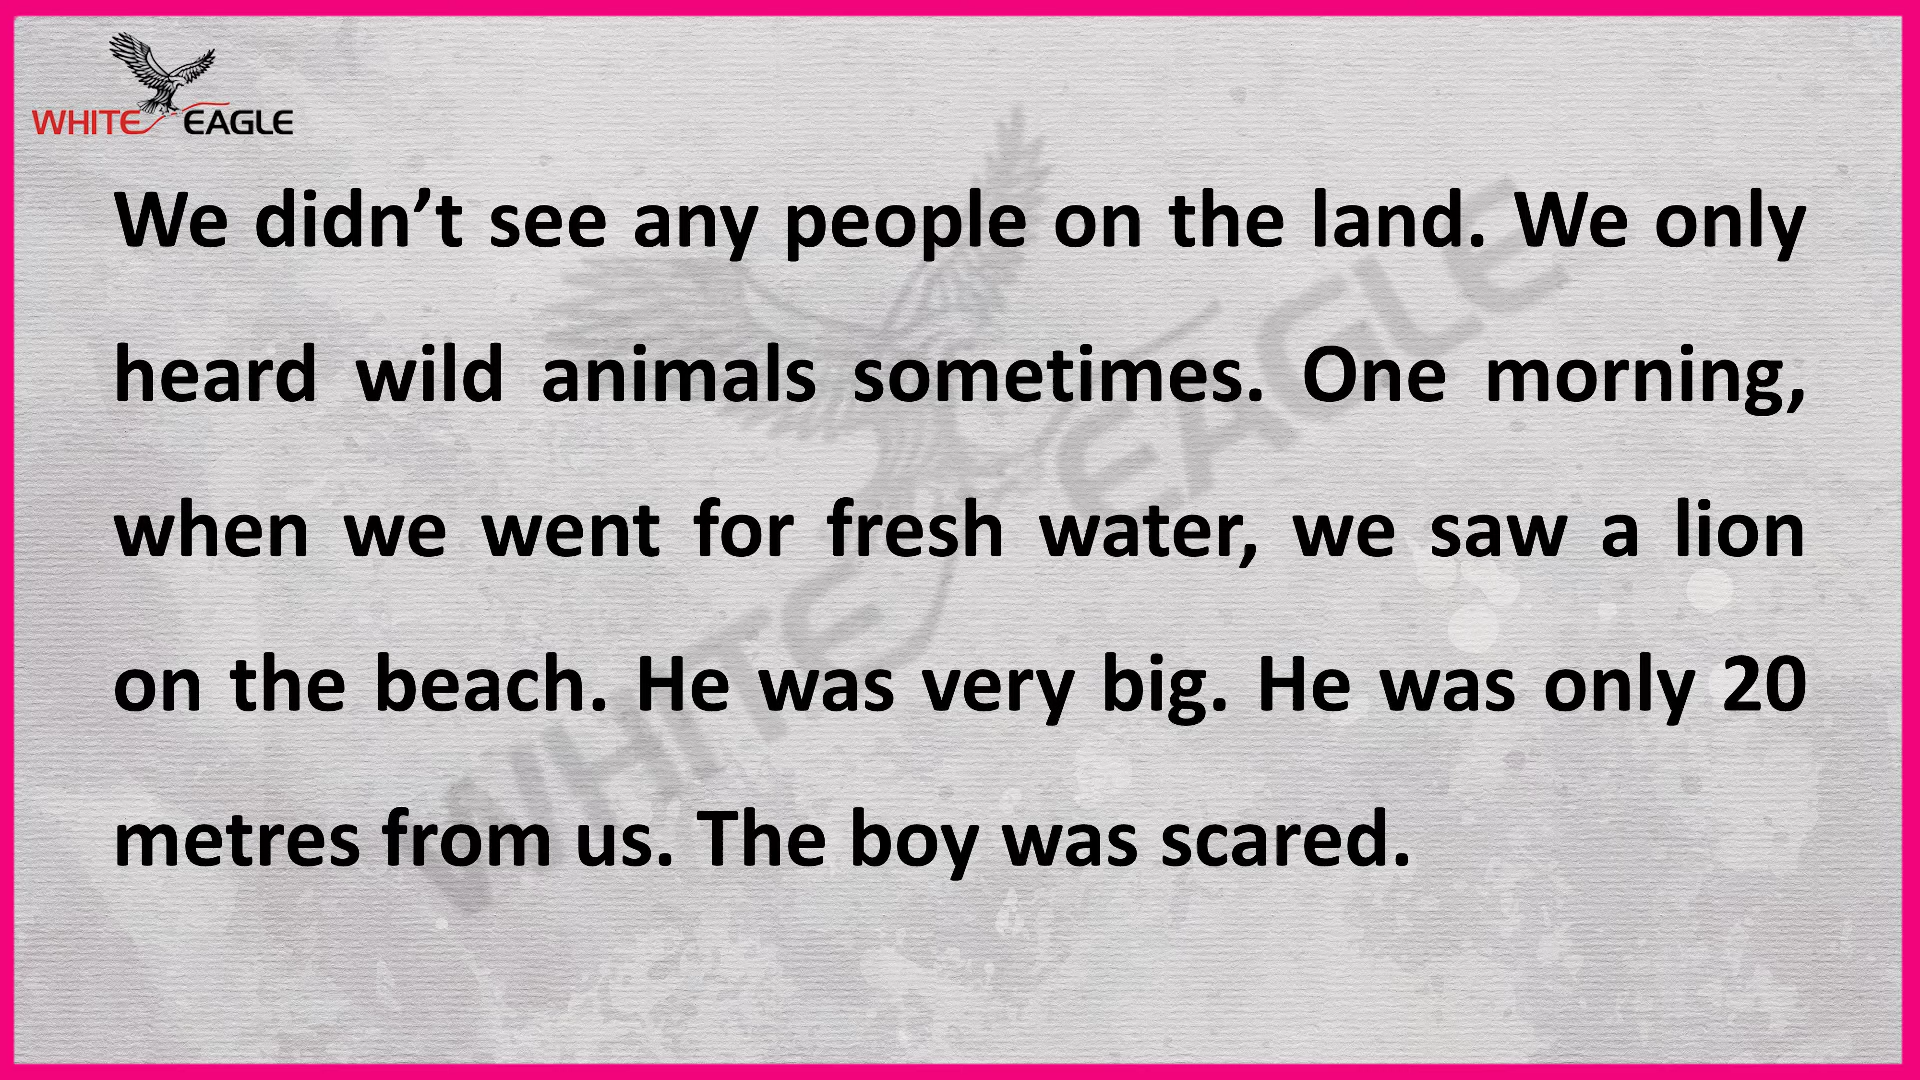 WHITE EAGLE
We didn’t see any people on the land. We only
heard wild animals sometimes. One morning,
when we went for fresh water, we saw a lion
on the beach. He was very big. He was only 20
metres from us. The boy was scared.
WHITE EAGLE